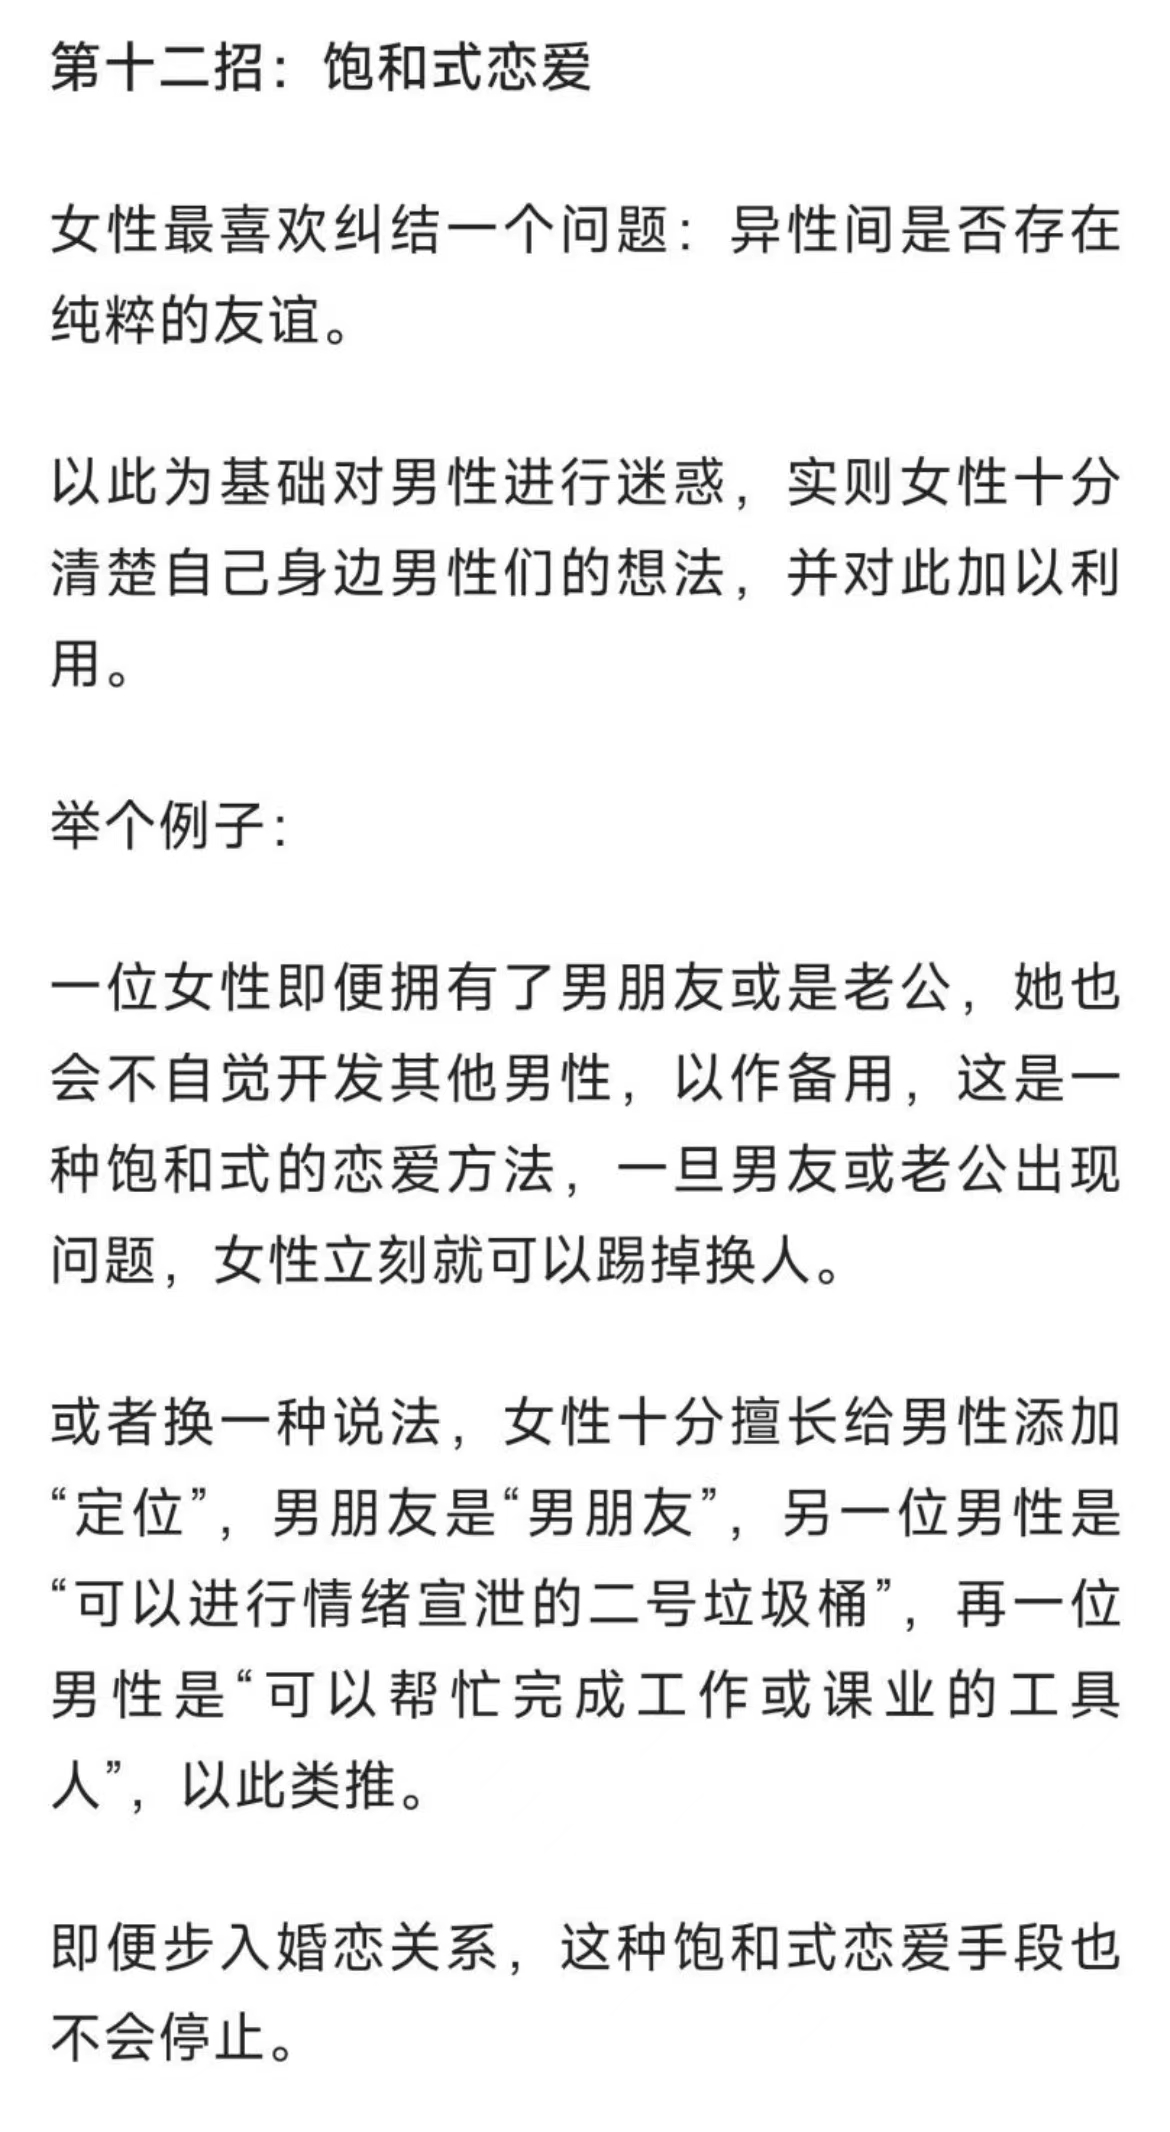 第十二招：饱和式恋爱
女性最喜欢纠结一个问题：异性间是否存在
纯粹的友谊。
以此为基础对男性进行迷惑，实则女性十分
清楚自己身边男性们的想法，并对此加以利
用。
举个例子：
一位女性即便拥有了男朋友或是老公，她也
会不自觉开发其他男性，以作备用，这是一
种饱和式的恋爱方法，一旦男友或老公出现
问题，女性立刻就可以踢掉换人。
或者换一种说法，女性十分擅长给男性添加
“定位”，男朋友是“男朋友”，另一位男性是
“可以进行情绪宣泄的二号垃圾桶”，再一位
男性是“可以帮忙完成工作或课业的工具
人”，以此类推。
即便步入婚恋关系，这种饱和式恋爱手段也
不会停止。